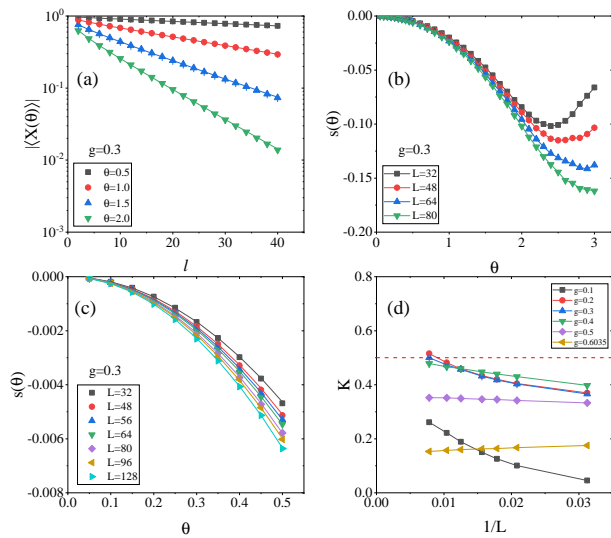 10⁰
10⁻¹
10⁻²
10⁻³
|⟨X(θ)⟩|
(a)
g=0.3
θ=0.5
θ=1.0
θ=1.5
θ=2.0
0 10 20 30 40 50
l
0.00
-0.05
-0.10
-0.15
-0.20
s(θ)
(b)
g=0.3
L=32
L=48
L=64
L=80
0 1 2 3
θ
0.000
-0.002
-0.004
-0.006
-0.008
s(θ)
(c)
g=0.3
L=32
L=48
L=56
L=64
L=80
L=96
L=128
0.0 0.1 0.2 0.3 0.4 0.5
θ
0.8
0.6
0.4
0.2
0.0
K
(d)
g=0.1
g=0.2
g=0.3
g=0.4
g=0.5
g=0.6035
0.00 0.01 0.02 0.03
1/L